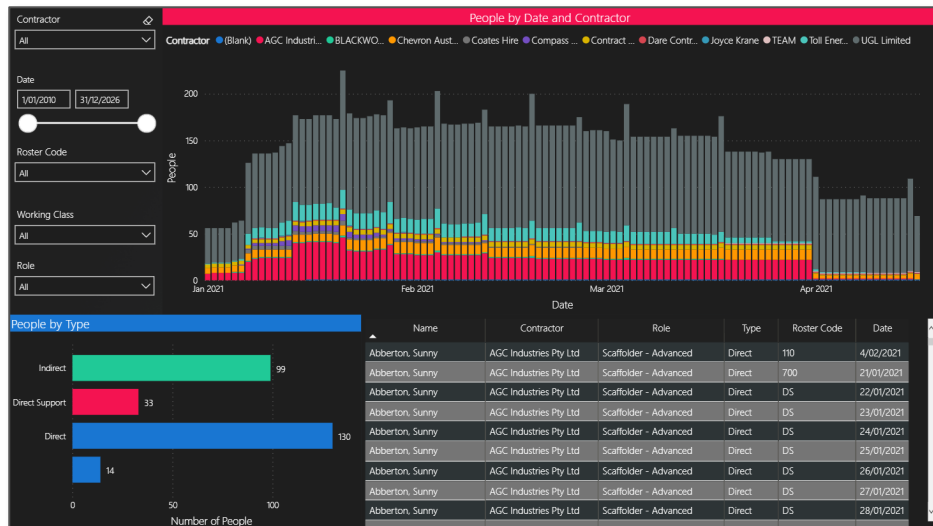 Contractor
All
Date
1/01/2010 31/12/2026
Roster Code
All
Working Class
All
Role
All
People by Date and Contractor
Contractor (Blank) AGC Industri... BLACKWO... Chevron Aust... Coates Hire Compass ... Contract ... Dare Contr... Joyce Krane TEAM Toll Ener... UGL Limited
People
200
150
100
50
0
Jan 2021 Feb 2021 Mar 2021 Apr 2021
Date
People by Type
Indirect 99
Direct Support 33
Direct 130
14
0 50 100
Number of People
Name Contractor Role Type Roster Code Date
Abberton, Sunny AGC Industries Pty Ltd Scaffolder - Advanced Direct 110 4/02/2021
Abberton, Sunny AGC Industries Pty Ltd Scaffolder - Advanced Direct 700 21/01/2021
Abberton, Sunny AGC Industries Pty Ltd Scaffolder - Advanced Direct DS 22/01/2021
Abberton, Sunny AGC Industries Pty Ltd Scaffolder - Advanced Direct DS 23/01/2021
Abberton, Sunny AGC Industries Pty Ltd Scaffolder - Advanced Direct DS 24/01/2021
Abberton, Sunny AGC Industries Pty Ltd Scaffolder - Advanced Direct DS 25/01/2021
Abberton, Sunny AGC Industries Pty Ltd Scaffolder - Advanced Direct DS 26/01/2021
Abberton, Sunny AGC Industries Pty Ltd Scaffolder - Advanced Direct DS 27/01/2021
Abberton, Sunny AGC Industries Pty Ltd Scaffolder - Advanced Direct DS 28/01/2021